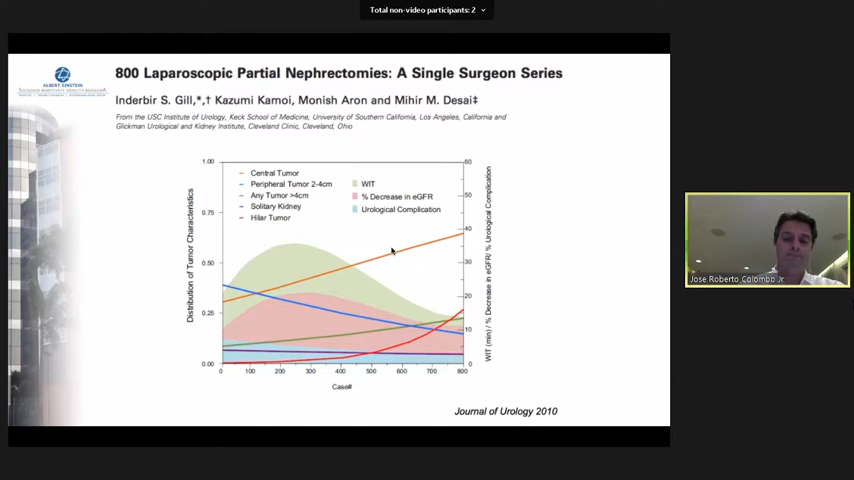 Total non-video participants: 2
ALBERT EINSTEIN
800 Laparoscopic Partial Nephrectomies: A Single Surgeon Series
Inderbir S. Gill,*,† Kazumi Kamoi, Monish Aron and Mihir M. Desai‡
From the USC Institute of Urology, Keck School of Medicine, University of Southern California, Los Angeles, California and
Glickman Urological and Kidney Institute, Cleveland Clinic, Cleveland, Ohio
Distribution of Tumor Characteristics
1.00
0.75
0.50
0.25
0.00
Central Tumor
Peripheral Tumor 2-4cm
Any Tumor >4cm
Solitary Kidney
Hilar Tumor
WIT
% Decrease in eGFR
Urological Complication
60
50
40
30
20
10
0
WIT (min) / % Decrease in eGFR/ % Urological Complication
0 100 200 300 400 500 600 700 800
Case#
Journal of Urology 2010
Jose Roberto Colombo Jr.